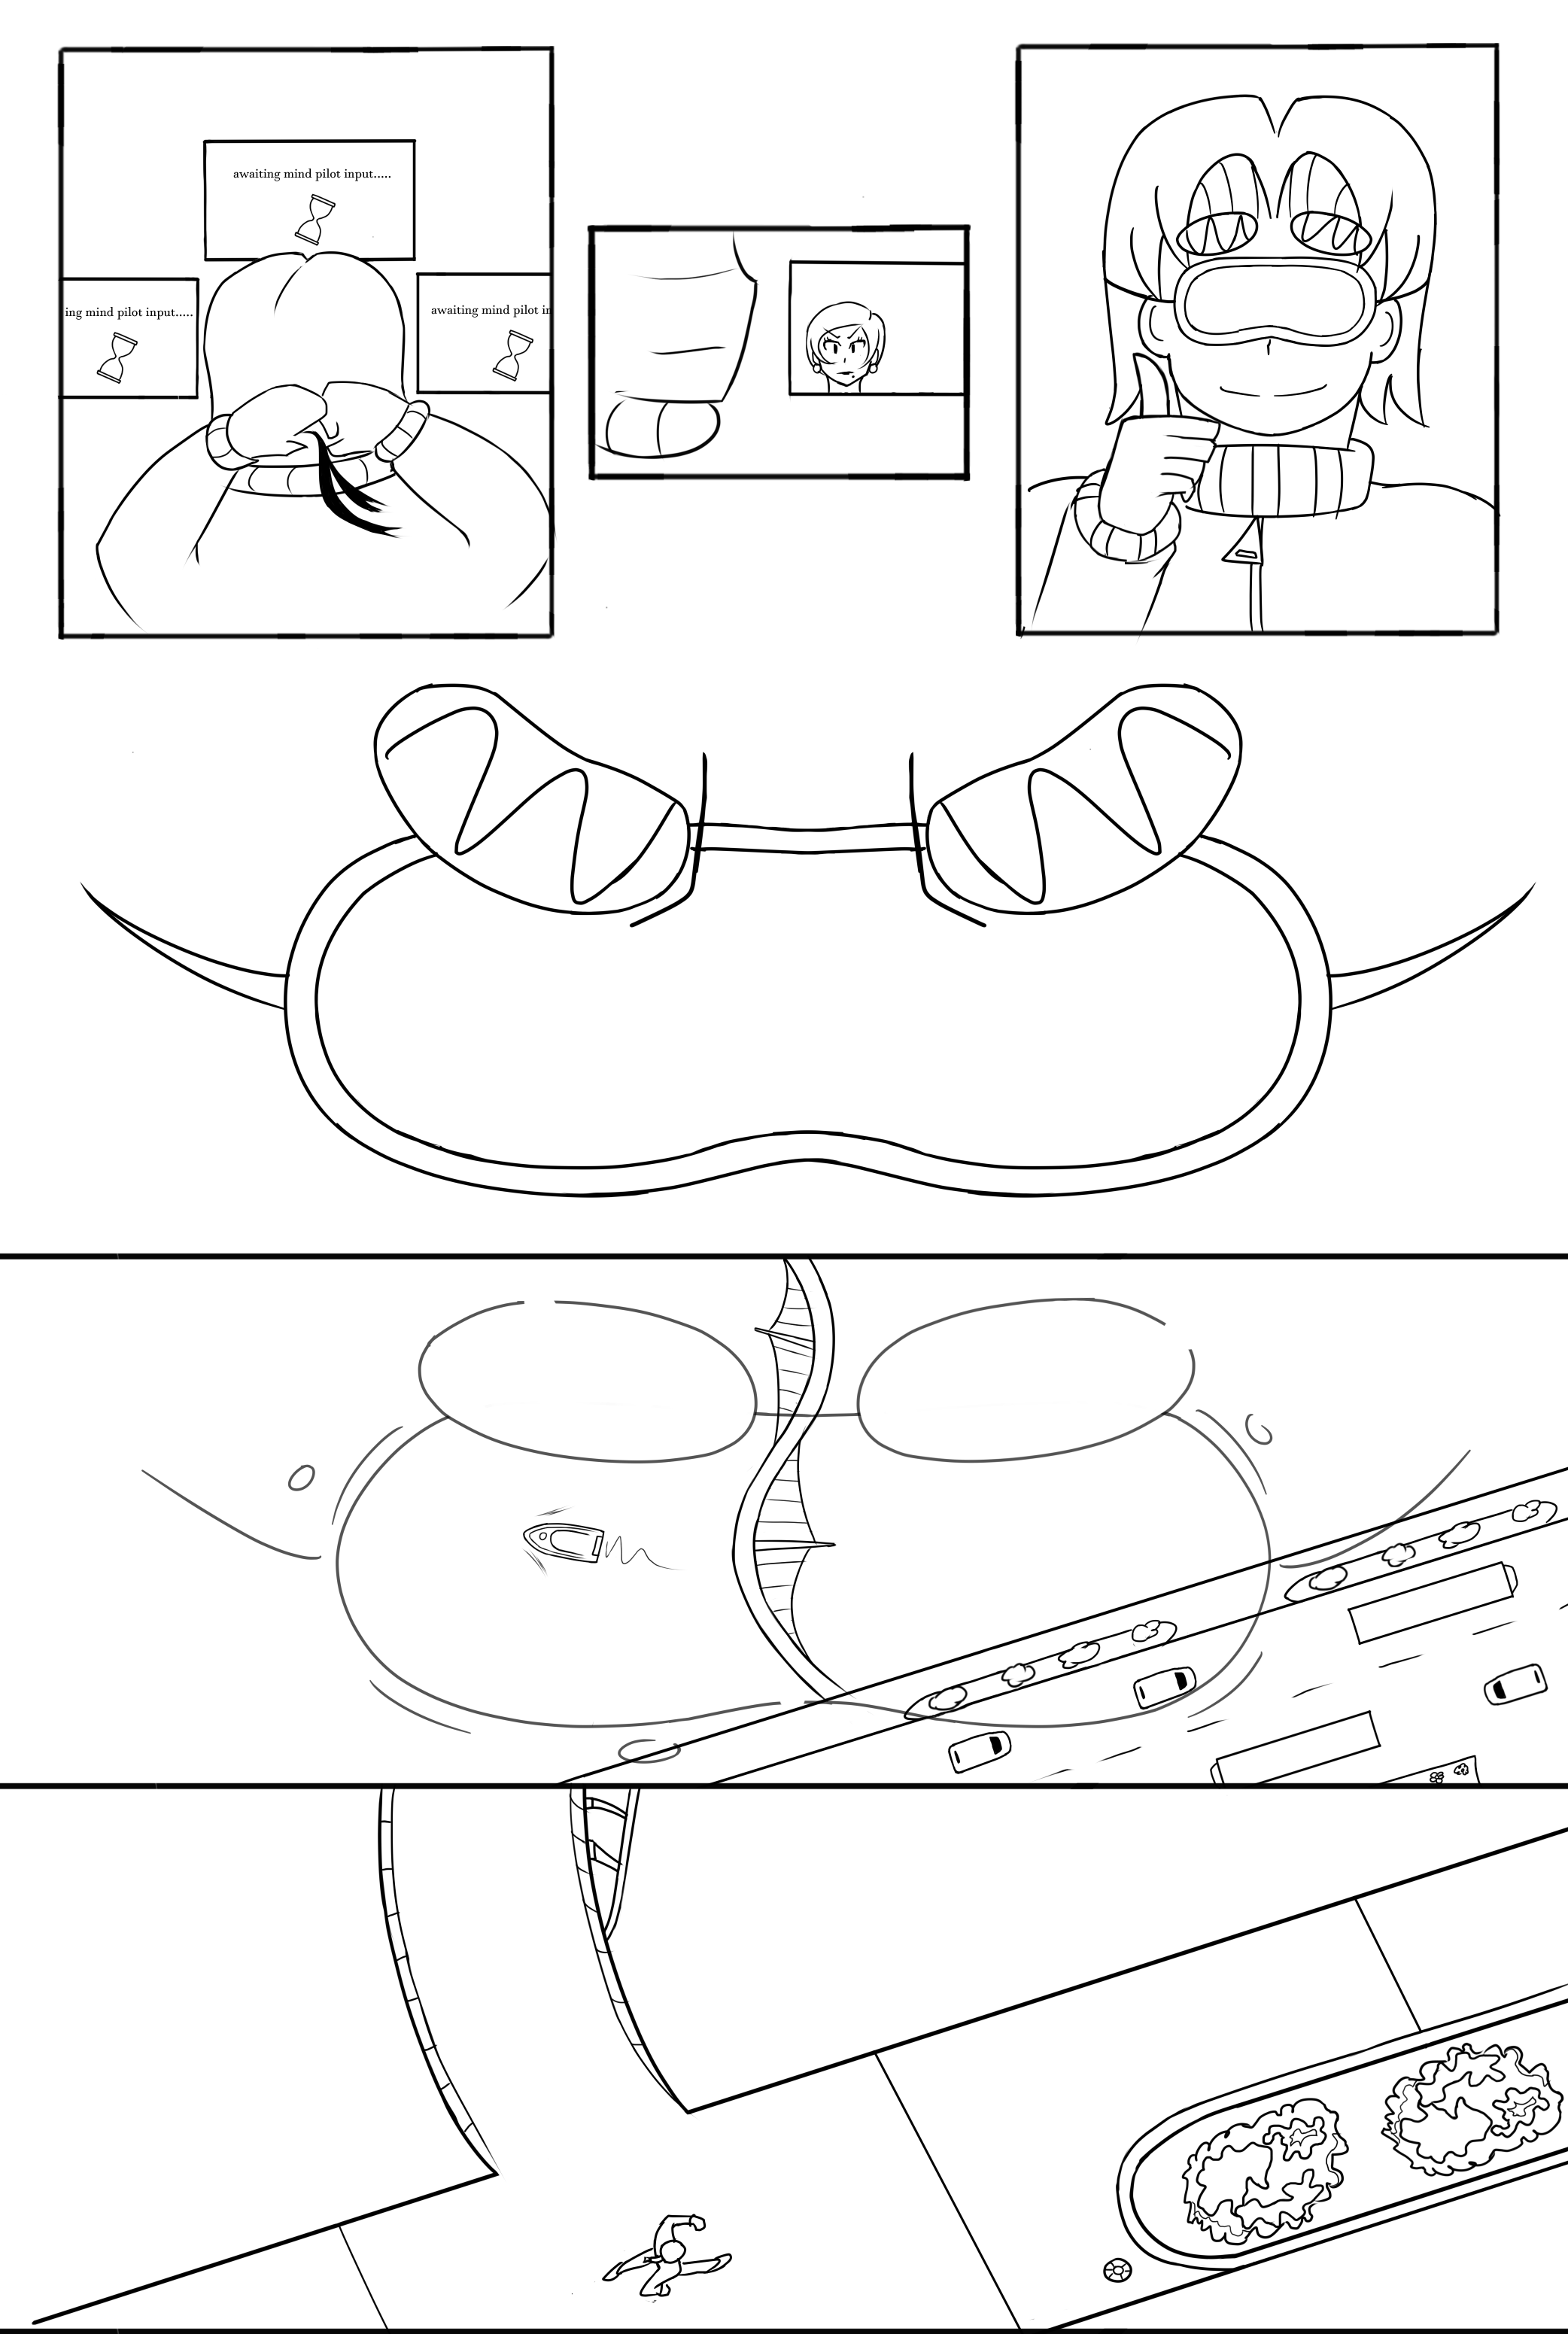 awaiting mind pilot input.....
ing mind pilot input.....
awaiting mind pilot in